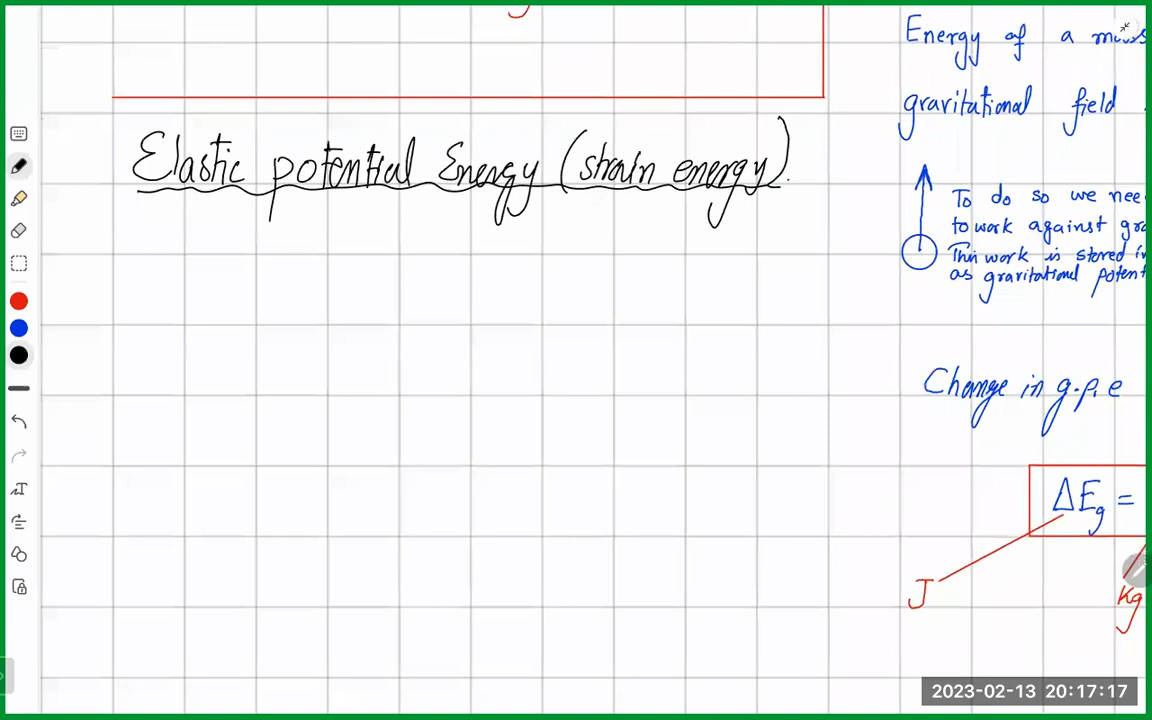 Elastic potential Energy (strain energy).
Energy of a
gravitational field
To do so we
to work against
This work is stored
as gravitational
Change in g.p.e
ΔEg =
J
kg
2023-02-13 20:17:17